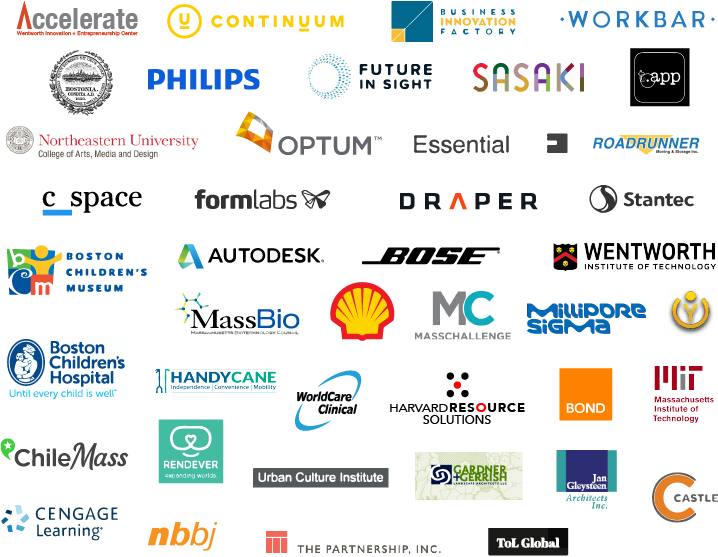 Accelerate
Wentworth Innovation + Entrepreneurship Center
CONTINUUM
BUSINESS
INNOVATION
FACTORY
·WORKBAR·
BOSTONIA.
CONDITA A.D.
1630.
PHILIPS
FUTURE
IN SIGHT
SASAKI
.app
Northeastern University
College of Arts, Media and Design
OPTUM™
Essential
ROADRUNNER
Moving & Storage Inc.
c_space
formlabs
DRAPER
Stantec
bcm
BOSTON
CHILDREN'S
MUSEUM
AUTODESK®
BOSE
WENTWORTH
INSTITUTE OF TECHNOLOGY
MassBio
MASSACHUSETTS BIOTECHNOLOGY COUNCIL
MC
MASSCHALLENGE
MILLIPORE
SIGMA
Boston
Children's
Hospital
Until every child is well™
HANDYCANE
Independence | Convenience | Mobility
WorldCare
Clinical
HARVARD RESOURCE
SOLUTIONS
BOND
MIT
Massachusetts
Institute of
Technology
ChileMass
RENDEVER
expanding worlds
Urban Culture Institute
GARDNER
+GERRISH
LANDSCAPE ARCHITECTS, LLC
Jan
Gleysteen
Architects
Inc.
CASTLE
CENGAGE
Learning®
nbbj
THE PARTNERSHIP, INC.
ToL Global